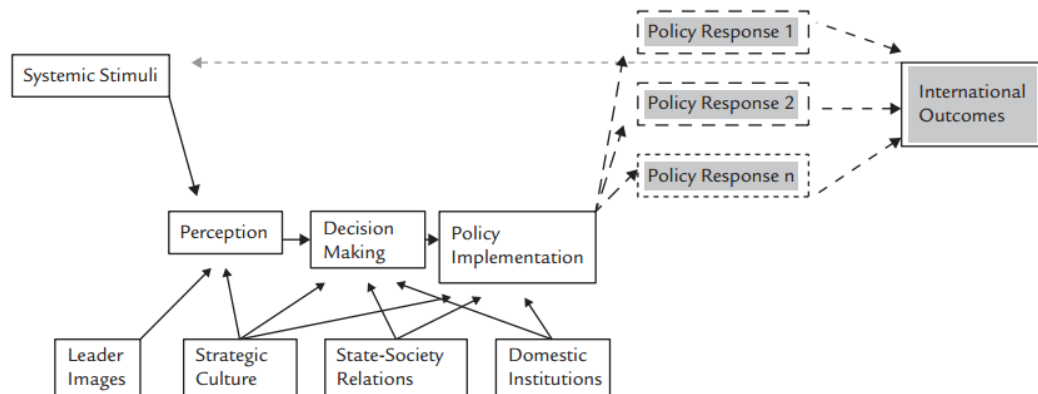 Policy Response 1
Systemic Stimuli
International
Outcomes
Policy Response 2
Policy Response n
Perception
Decision
Making
Policy
Implementation
Leader
Images
Strategic
Culture
State-Society
Relations
Domestic
Institutions